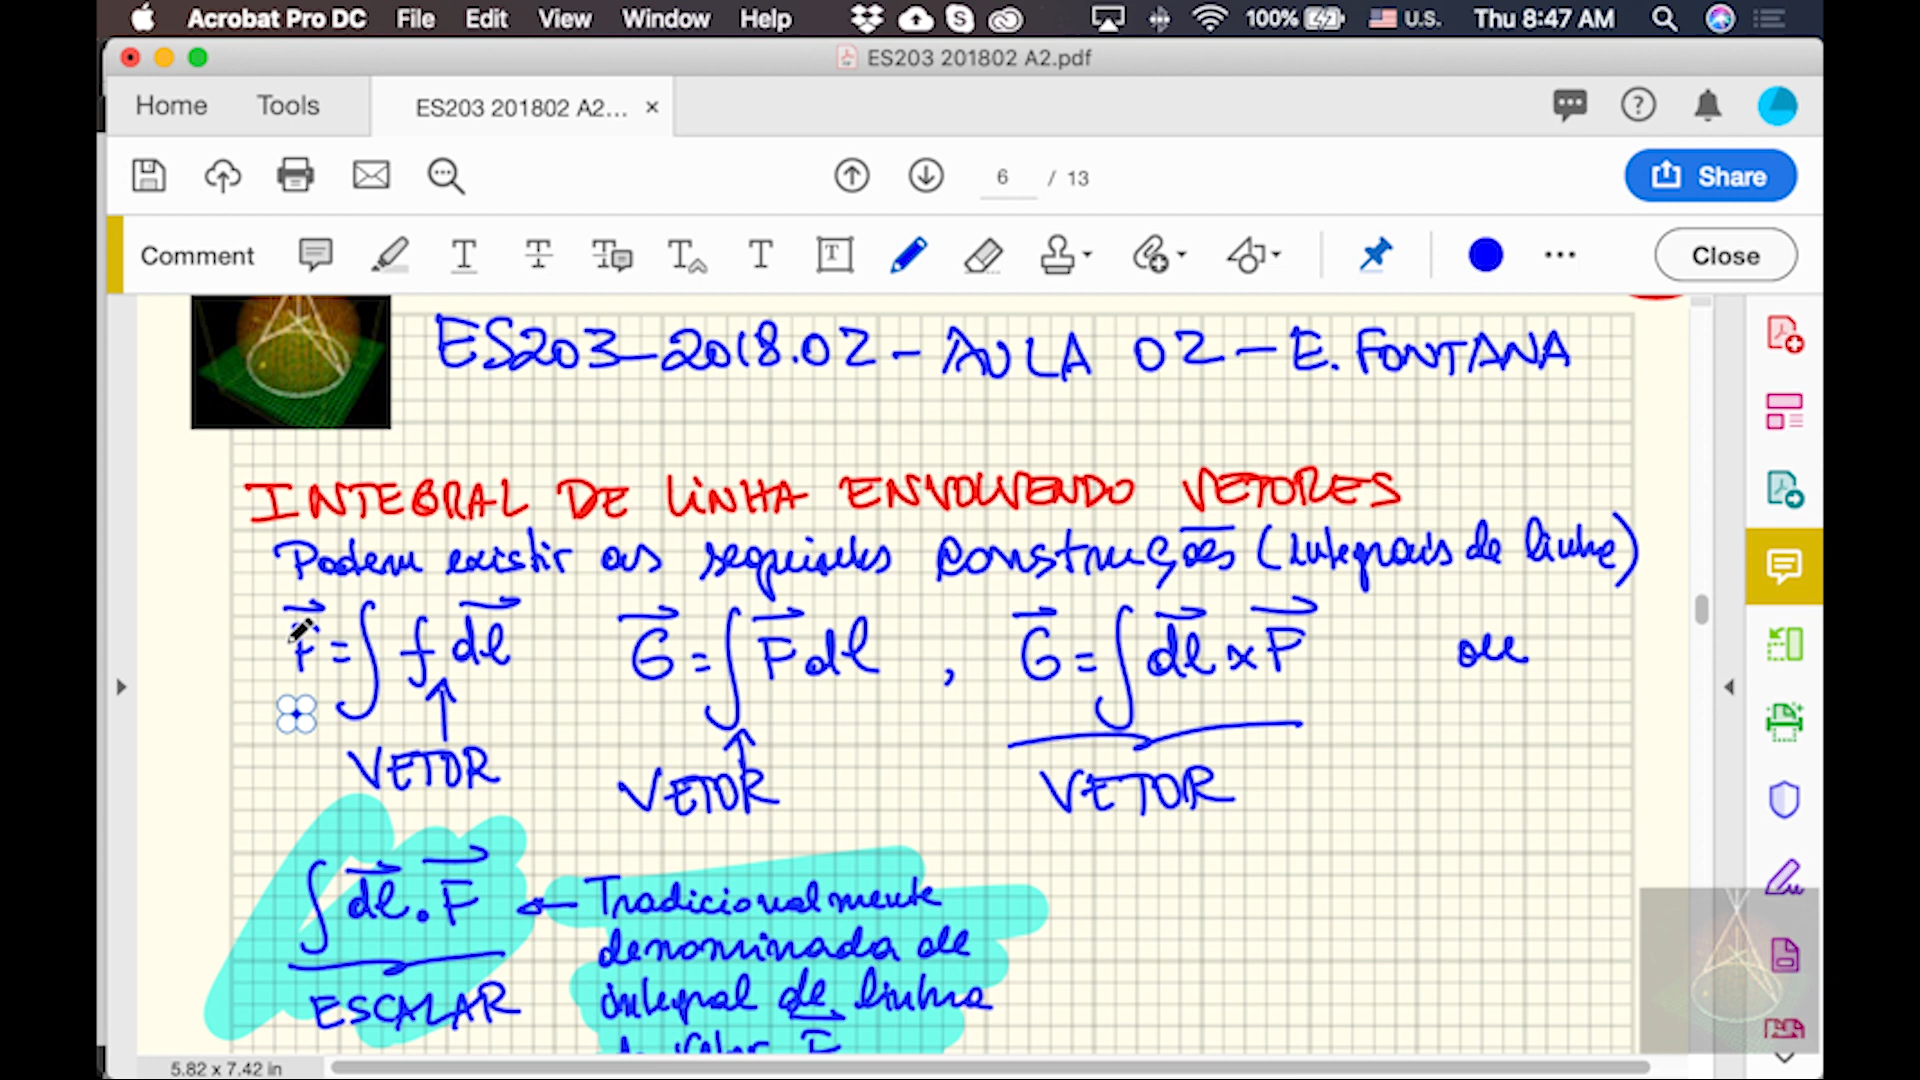 Acrobat Pro DC File Edit View Window Help 100% U.S. Thu 8:47 AM
ES203 201802 A2.pdf
Home Tools ES203 201802 A2... ×
6 / 13 Share
Comment Close
ES203-2018.02 - AULA 02 - E. FONTANA
INTEGRAL DE LINHA ENVOLVENDO VETORES
Podem existir as seguintes construções (integrais de linha)
F⃗ = ∫ f dl⃗ G⃗ = ∫ F⃗ dl , G⃗ = ∫ dl⃗ × F⃗ ou
VETOR VETOR VETOR
∫ dl⃗ . F⃗ ← Tradicionalmente
denominada de
ESCALAR integral de linha
F⃗
5.82 x 7.42 in